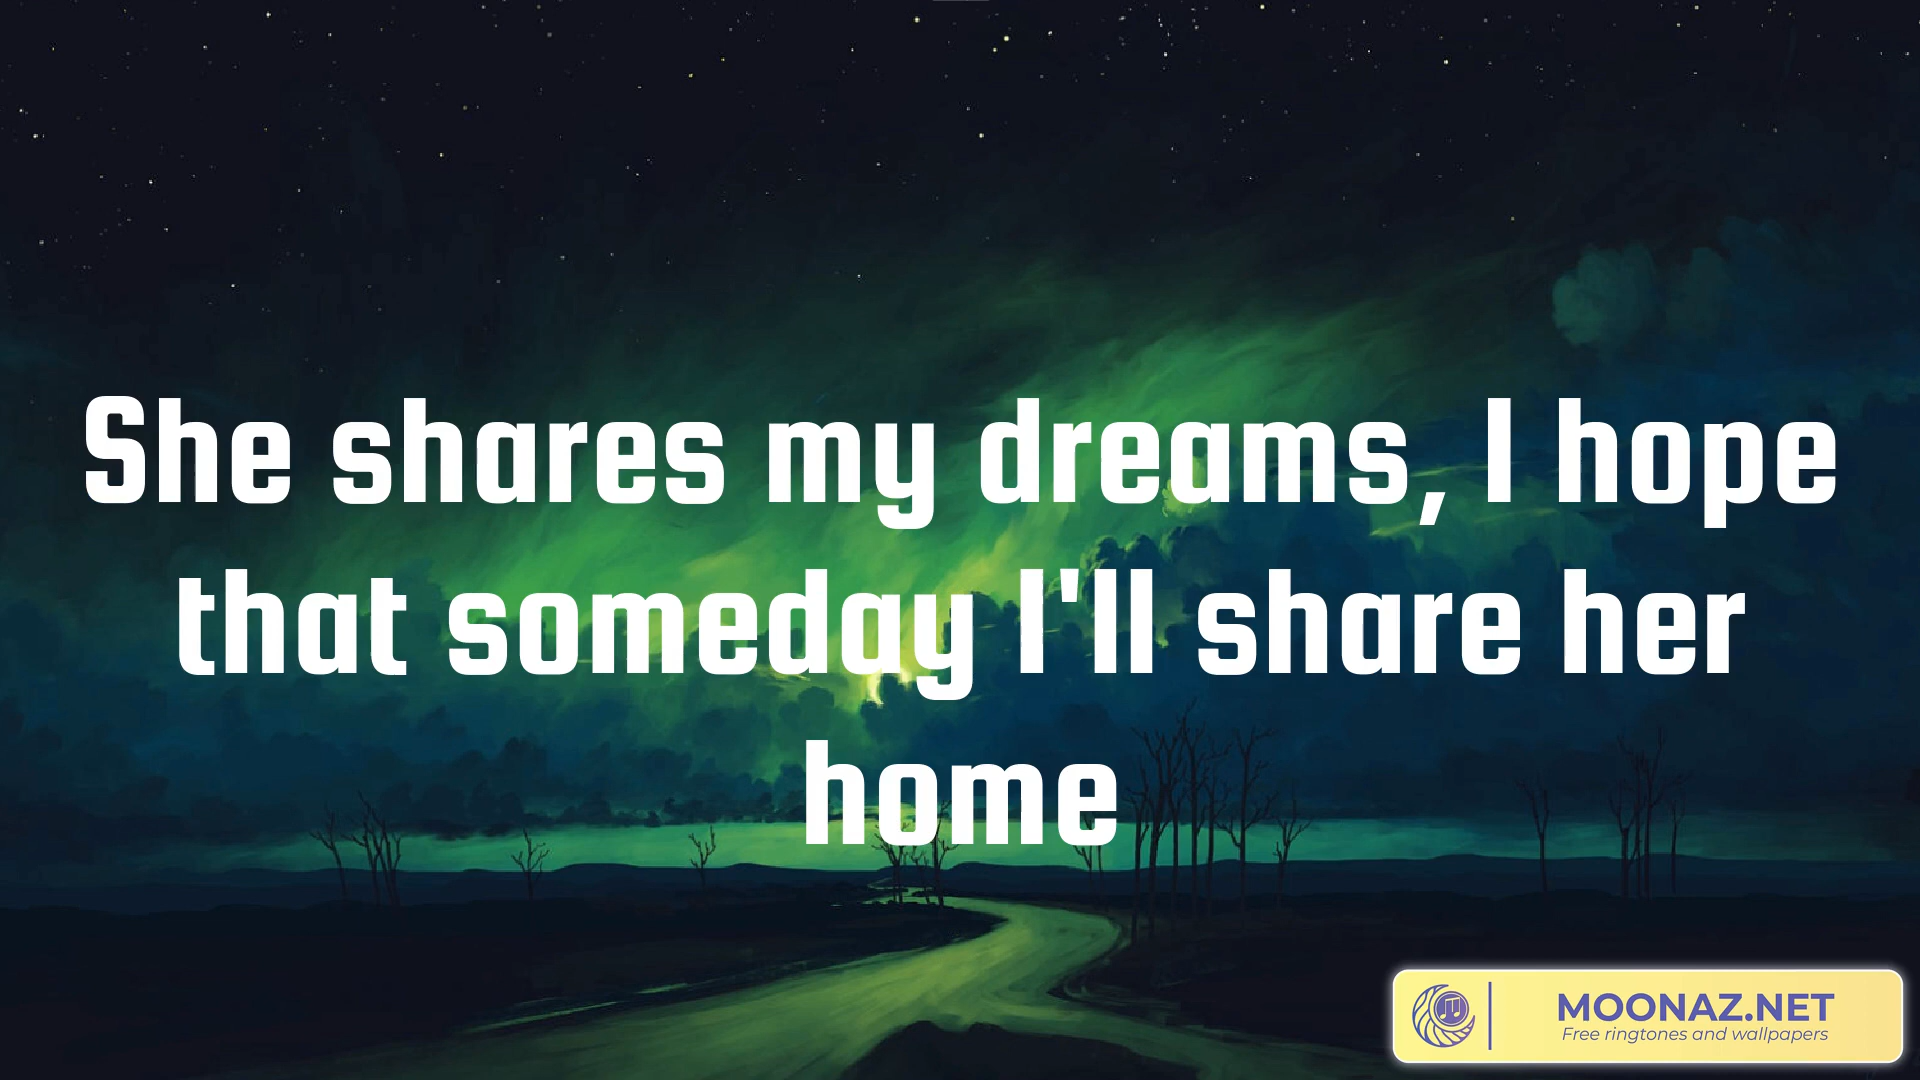 She shares my dreams, I hope
that someday I'll share her
home
MOONAZ.NET
Free ringtones and wallpapers